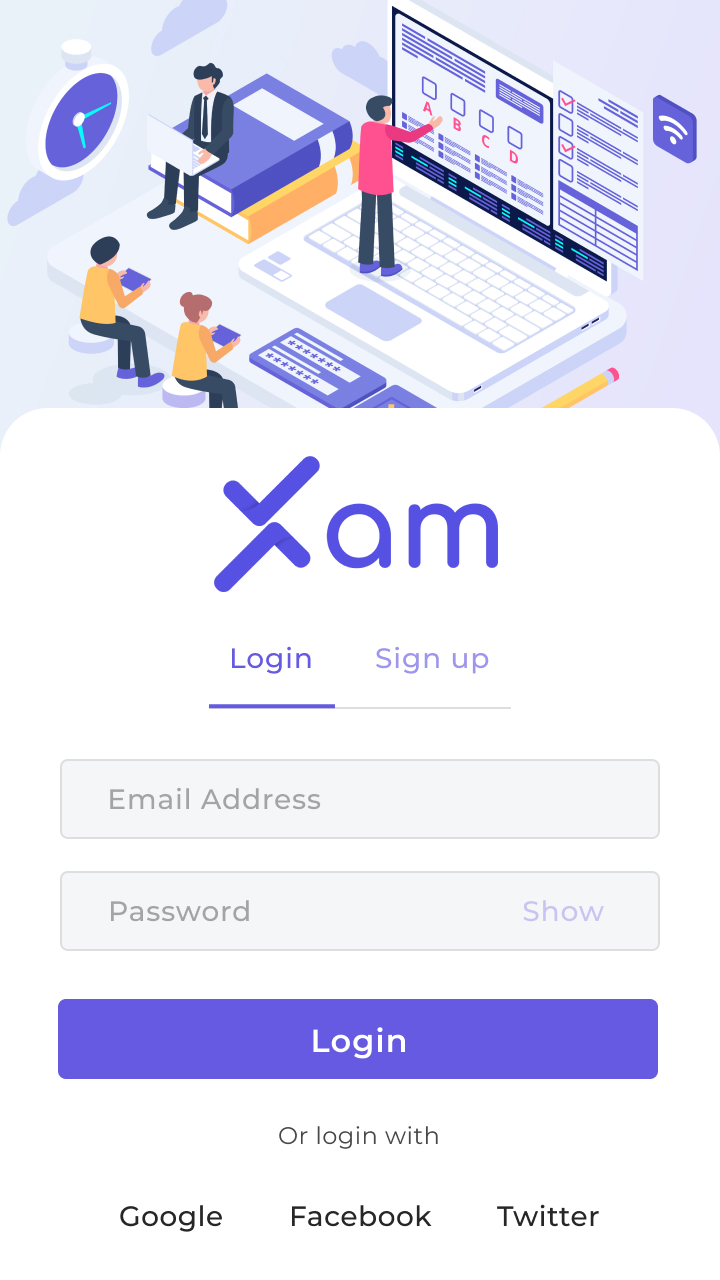 A B C D
******
******
Xam
Login Sign up
Email Address
Password Show
Login
Or login with
Google Facebook Twitter